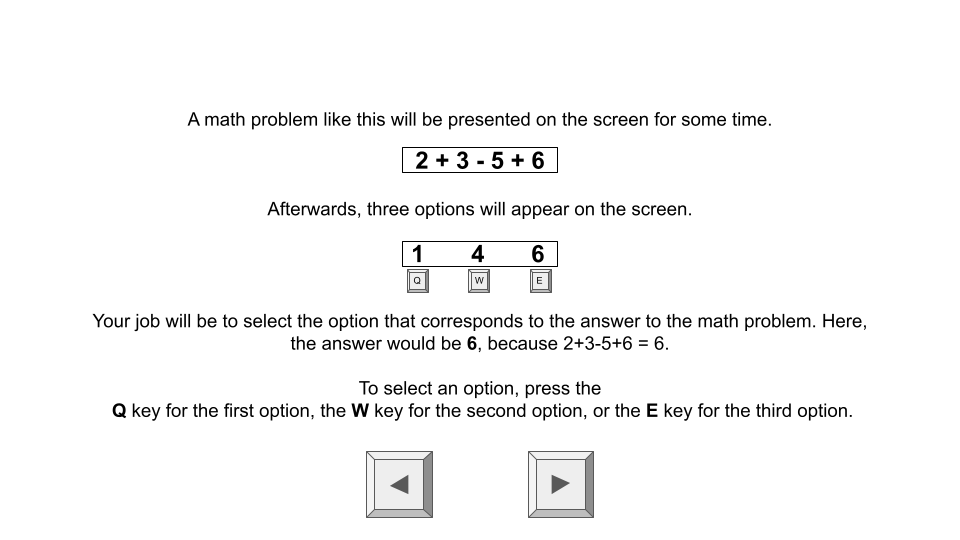 A math problem like this will be presented on the screen for some time.
2 + 3 - 5 + 6
Afterwards, three options will appear on the screen.
1 4 6
Q W E
Your job will be to select the option that corresponds to the answer to the math problem. Here,
the answer would be 6, because 2+3-5+6 = 6.
To select an option, press the
Q key for the first option, the W key for the second option, or the E key for the third option.